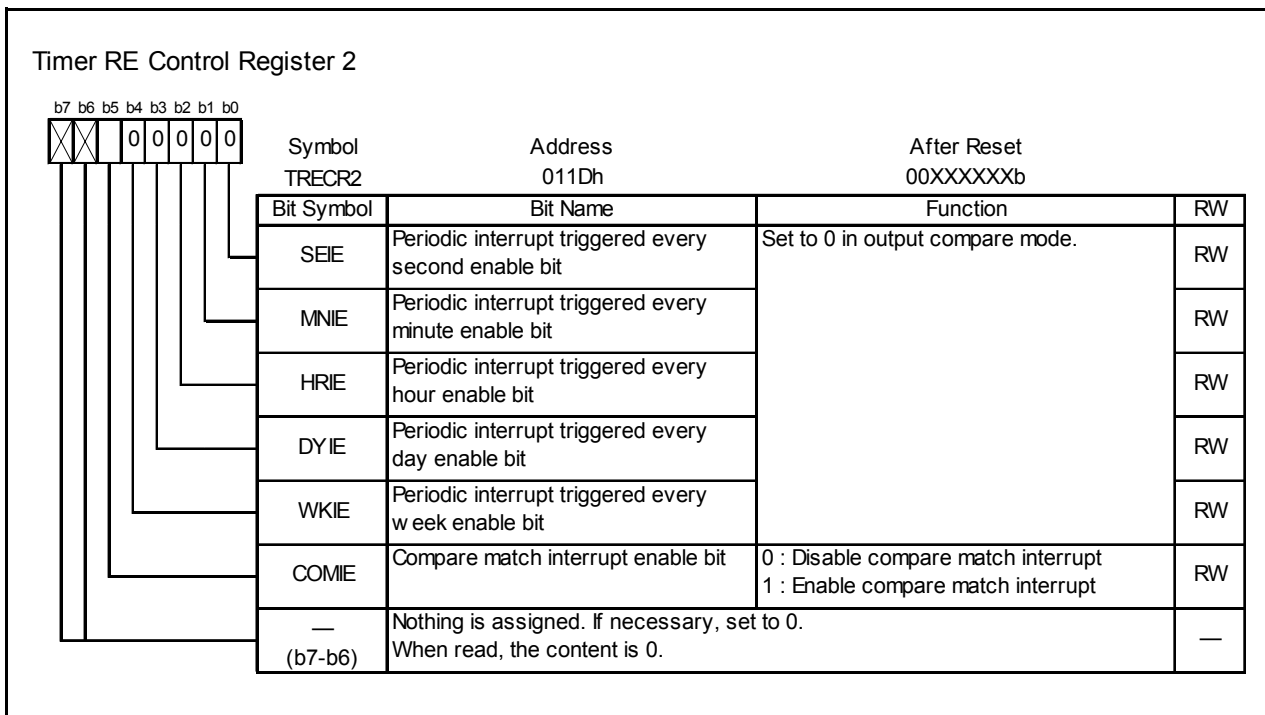 Timer RE Control Register 2
b7 b6 b5 b4 b3 b2 b1 b0
0 0 0 0 0
Symbol Address After Reset
TRECR2 011Dh 00XXXXXXb
Bit Symbol Bit Name Function RW
SEIE Periodic interrupt triggered every second enable bit Set to 0 in output compare mode. RW
MNIE Periodic interrupt triggered every minute enable bit RW
HRIE Periodic interrupt triggered every hour enable bit RW
DYIE Periodic interrupt triggered every day enable bit RW
WKIE Periodic interrupt triggered every week enable bit RW
COMIE Compare match interrupt enable bit 0 : Disable compare match interrupt RW
1 : Enable compare match interrupt
— Nothing is assigned. If necessary, set to 0. —
(b7-b6) When read, the content is 0.